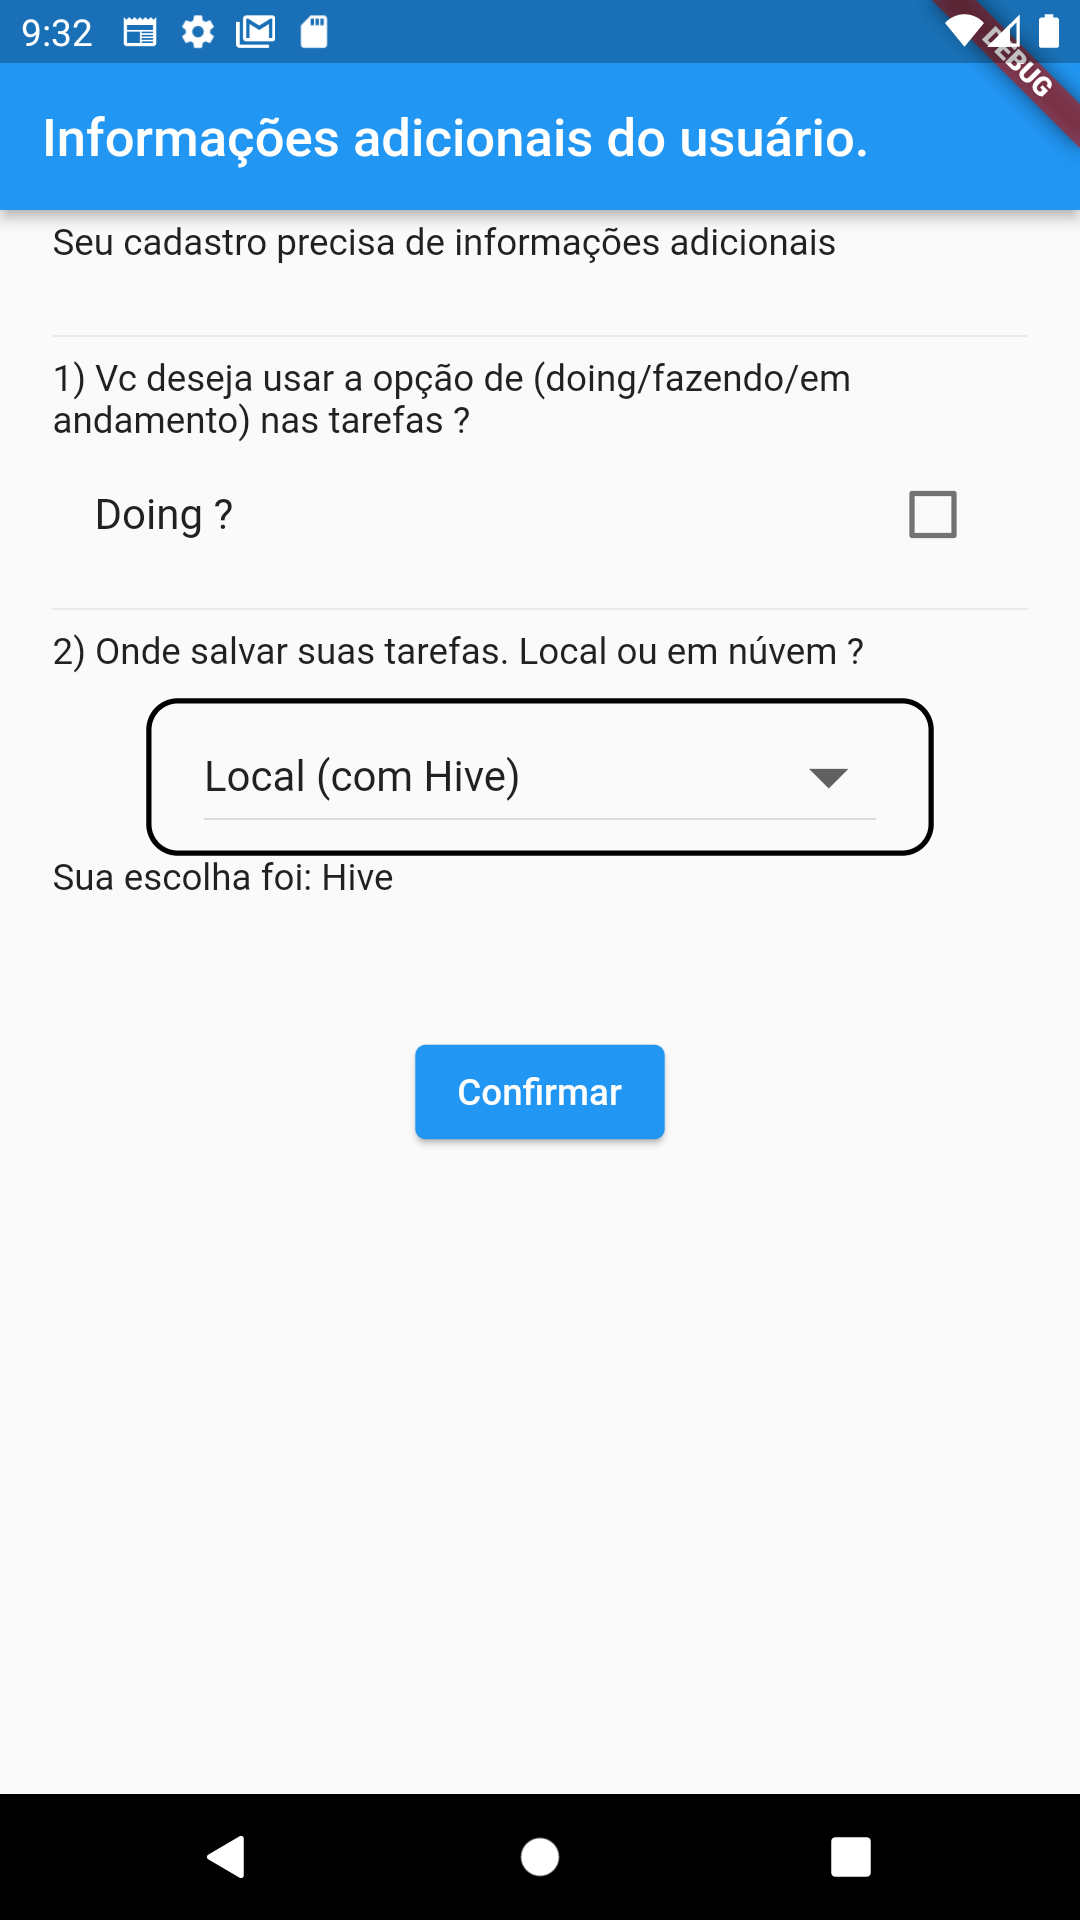 9:32
DEBUG
Informações adicionais do usuário.
Seu cadastro precisa de informações adicionais
1) Vc deseja usar a opção de (doing/fazendo/em
andamento) nas tarefas ?
Doing ?
2) Onde salvar suas tarefas. Local ou em núvem ?
Local (com Hive)
Sua escolha foi: Hive
Confirmar